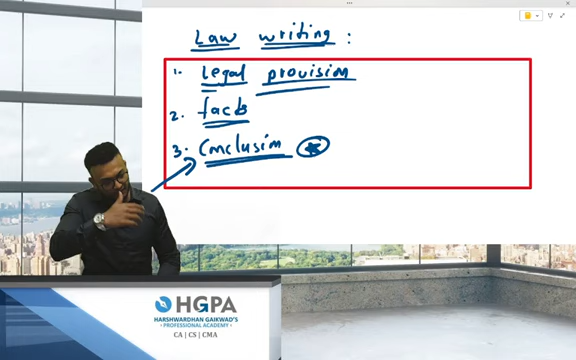 Law writing :
1. Legal provision
2. facts
3. Conclusion
HGPA
HARSHWARDHAN GAIKWAD'S
PROFESSIONAL ACADEMY
CA | CS | CMA